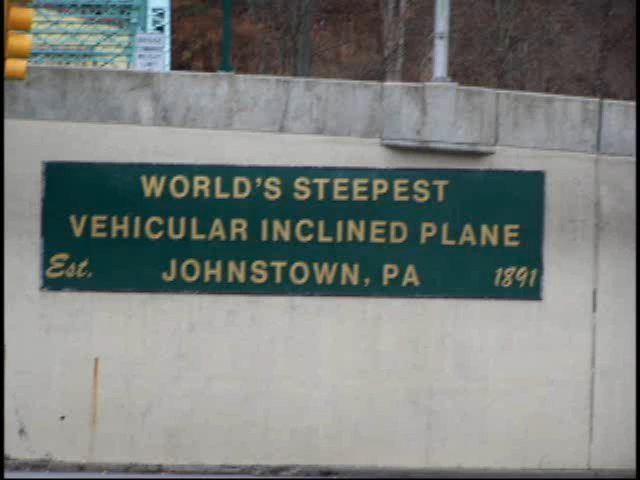 WORLD'S STEEPEST
VEHICULAR INCLINED PLANE
Est. JOHNSTOWN, PA 1891